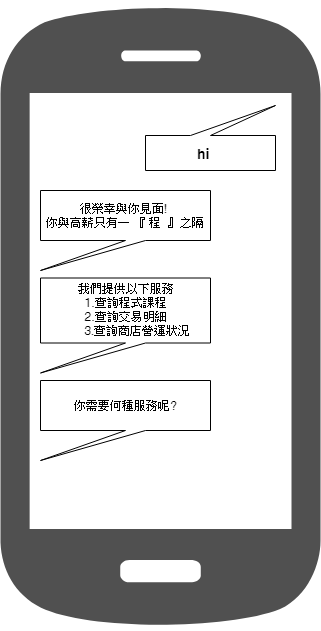 hi
很榮幸與你見面!
你與高薪只有一 『 程 』之隔
我們提供以下服務
1.查詢程式課程
2.查詢交易明細
3.查詢商店營運狀況
你需要何種服務呢?